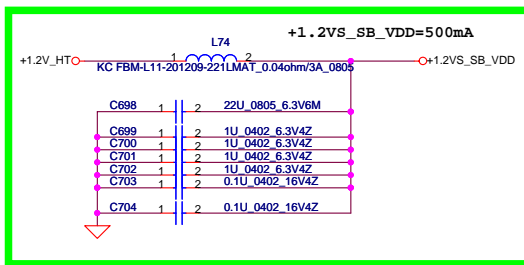 +1.2VS_SB_VDD=500mA
L74
+1.2V_HT 1 2 +1.2VS_SB_VDD
KC FBM-L11-201209-221LMAT_0.04ohm/3A_0805
C698 1 2 22U_0805_6.3V6M
C699 1 2 1U_0402_6.3V4Z
C700 1 2 1U_0402_6.3V4Z
C701 1 2 1U_0402_6.3V4Z
C702 1 2 1U_0402_6.3V4Z
C703 1 2 0.1U_0402_16V4Z
C704 1 2 0.1U_0402_16V4Z